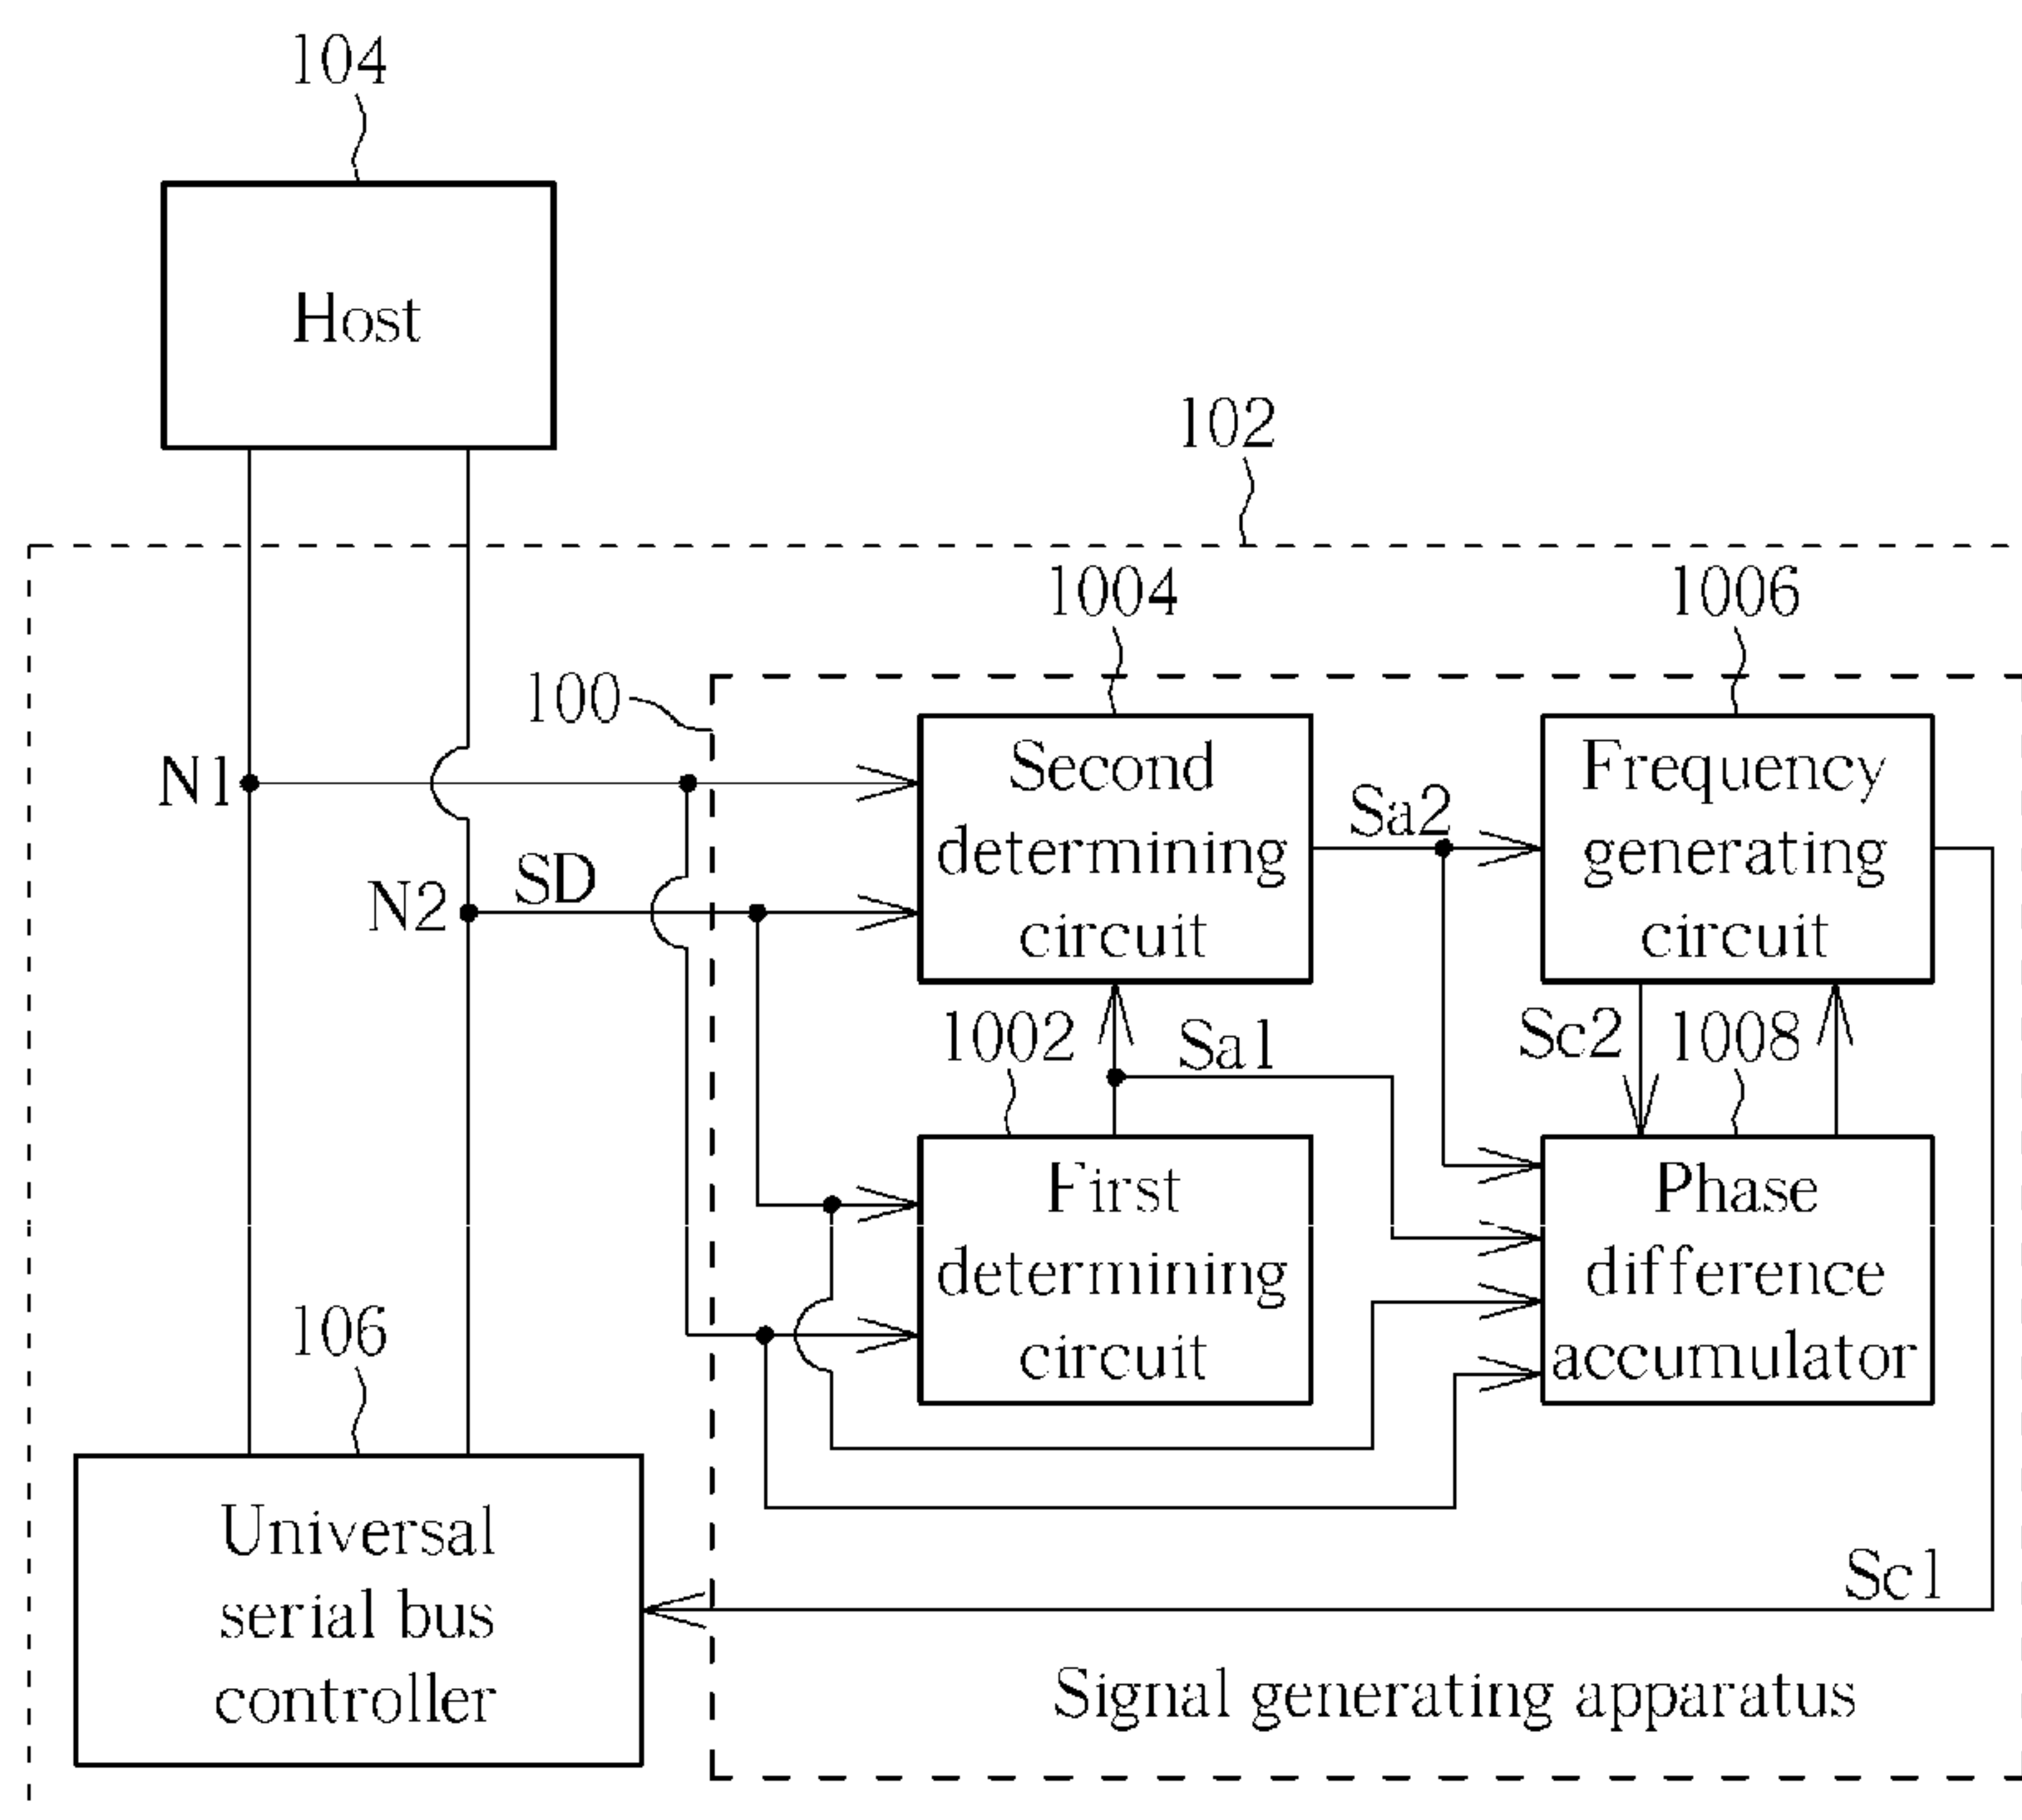 104
Host
102
1004
1006
100
N1
Second
determining
circuit
Sa2
Frequency
generating
circuit
N2
SD
1002
Sa1
Sc2
1008
First
determining
circuit
Phase
difference
accumulator
106
Universal
serial bus
controller
Sc1
Signal generating apparatus